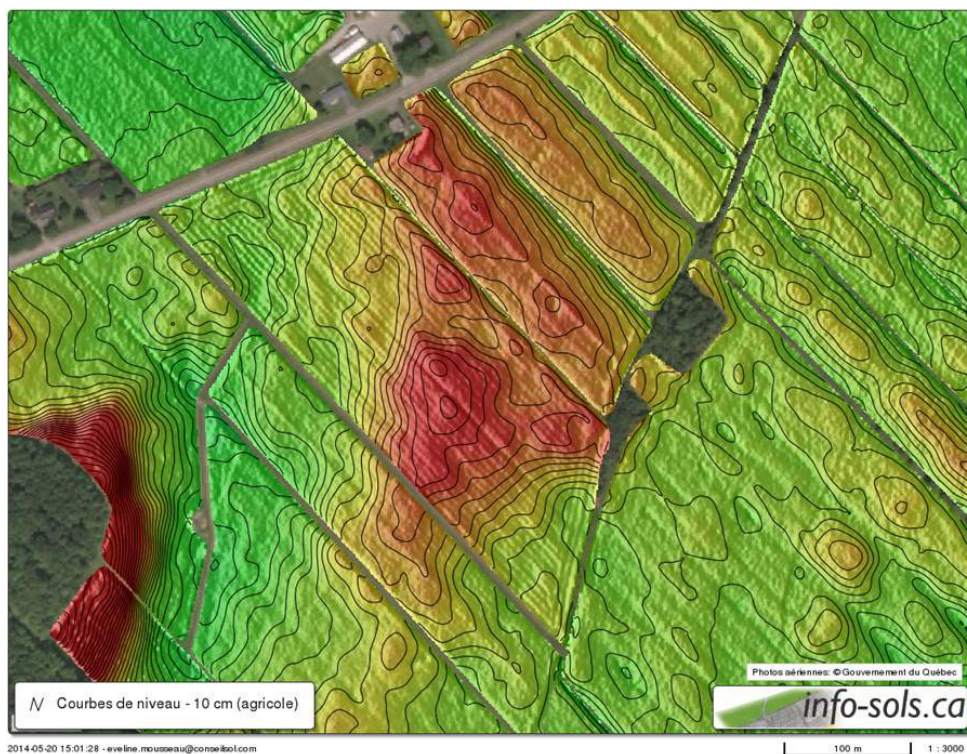 Photos aériennes: © Gouvernement du Québec
Courbes de niveau - 10 cm (agricole)
info-sols.ca
2014-05-20 15:01:28 - eveline.mousseau@conseilsol.com
100 m
1 : 3000